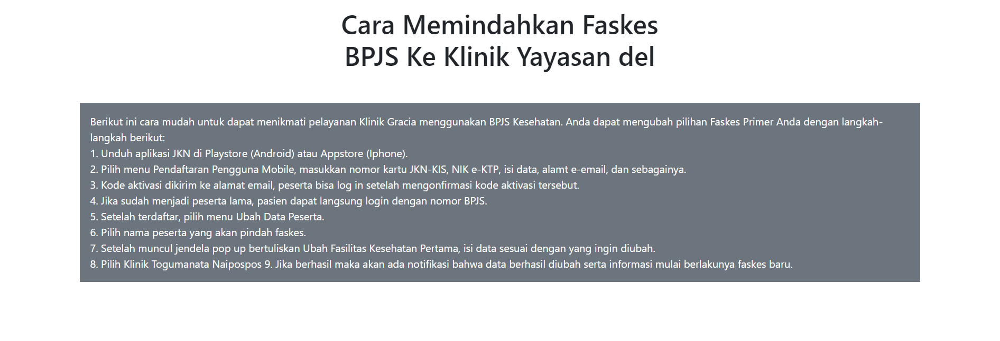 Cara Memindahkan Faskes
BPJS Ke Klinik Yayasan del
Berikut ini cara mudah untuk dapat menikmati pelayanan Klinik Gracia menggunakan BPJS Kesehatan. Anda dapat mengubah pilihan Faskes Primer Anda dengan langkah-
langkah berikut:
1. Unduh aplikasi JKN di Playstore (Android) atau Appstore (Iphone).
2. Pilih menu Pendaftaran Pengguna Mobile, masukkan nomor kartu JKN-KIS, NIK e-KTP, isi data, alamt e-email, dan sebagainya.
3. Kode aktivasi dikirim ke alamat email, peserta bisa log in setelah mengonfirmasi kode aktivasi tersebut.
4. Jika sudah menjadi peserta lama, pasien dapat langsung login dengan nomor BPJS.
5. Setelah terdaftar, pilih menu Ubah Data Peserta.
6. Pilih nama peserta yang akan pindah faskes.
7. Setelah muncul jendela pop up bertuliskan Ubah Fasilitas Kesehatan Pertama, isi data sesuai dengan yang ingin diubah.
8. Pilih Klinik Togumanata Naipospos 9. Jika berhasil maka akan ada notifikasi bahwa data berhasil diubah serta informasi mulai berlakunya faskes baru.